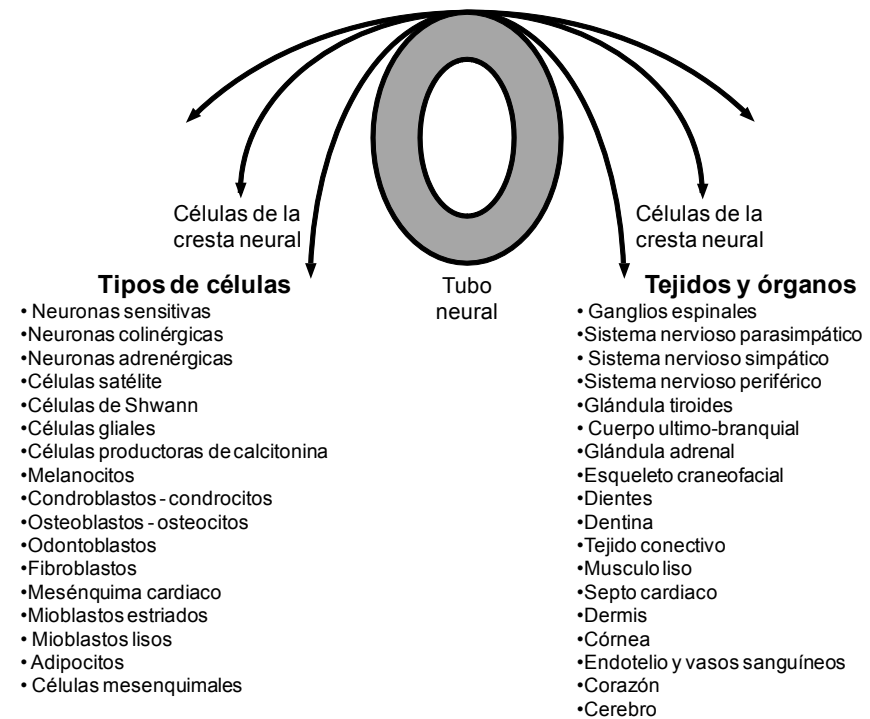 Células de la
cresta neural
Células de la
cresta neural
Tubo
neural
Tipos de células
• Neuronas sensitivas
•Neuronas colinérgicas
•Neuronas adrenérgicas
•Células satélite
•Células de Shwann
•Células gliales
•Células productoras de calcitonina
•Melanocitos
•Condroblastos - condrocitos
•Osteoblastos - osteocitos
•Odontoblastos
•Fibroblastos
•Mesénquima cardiaco
•Mioblastos estriados
• Mioblastos lisos
• Adipocitos
• Células mesenquimales
Tejidos y órganos
• Ganglios espinales
•Sistema nervioso parasimpático
• Sistema nervioso simpático
•Sistema nervioso periférico
•Glándula tiroides
• Cuerpo ultimo-branquial
•Glándula adrenal
•Esqueleto craneofacial
•Dientes
•Dentina
•Tejido conectivo
•Musculo liso
•Septo cardiaco
•Dermis
•Córnea
•Endotelio y vasos sanguíneos
•Corazón
•Cerebro